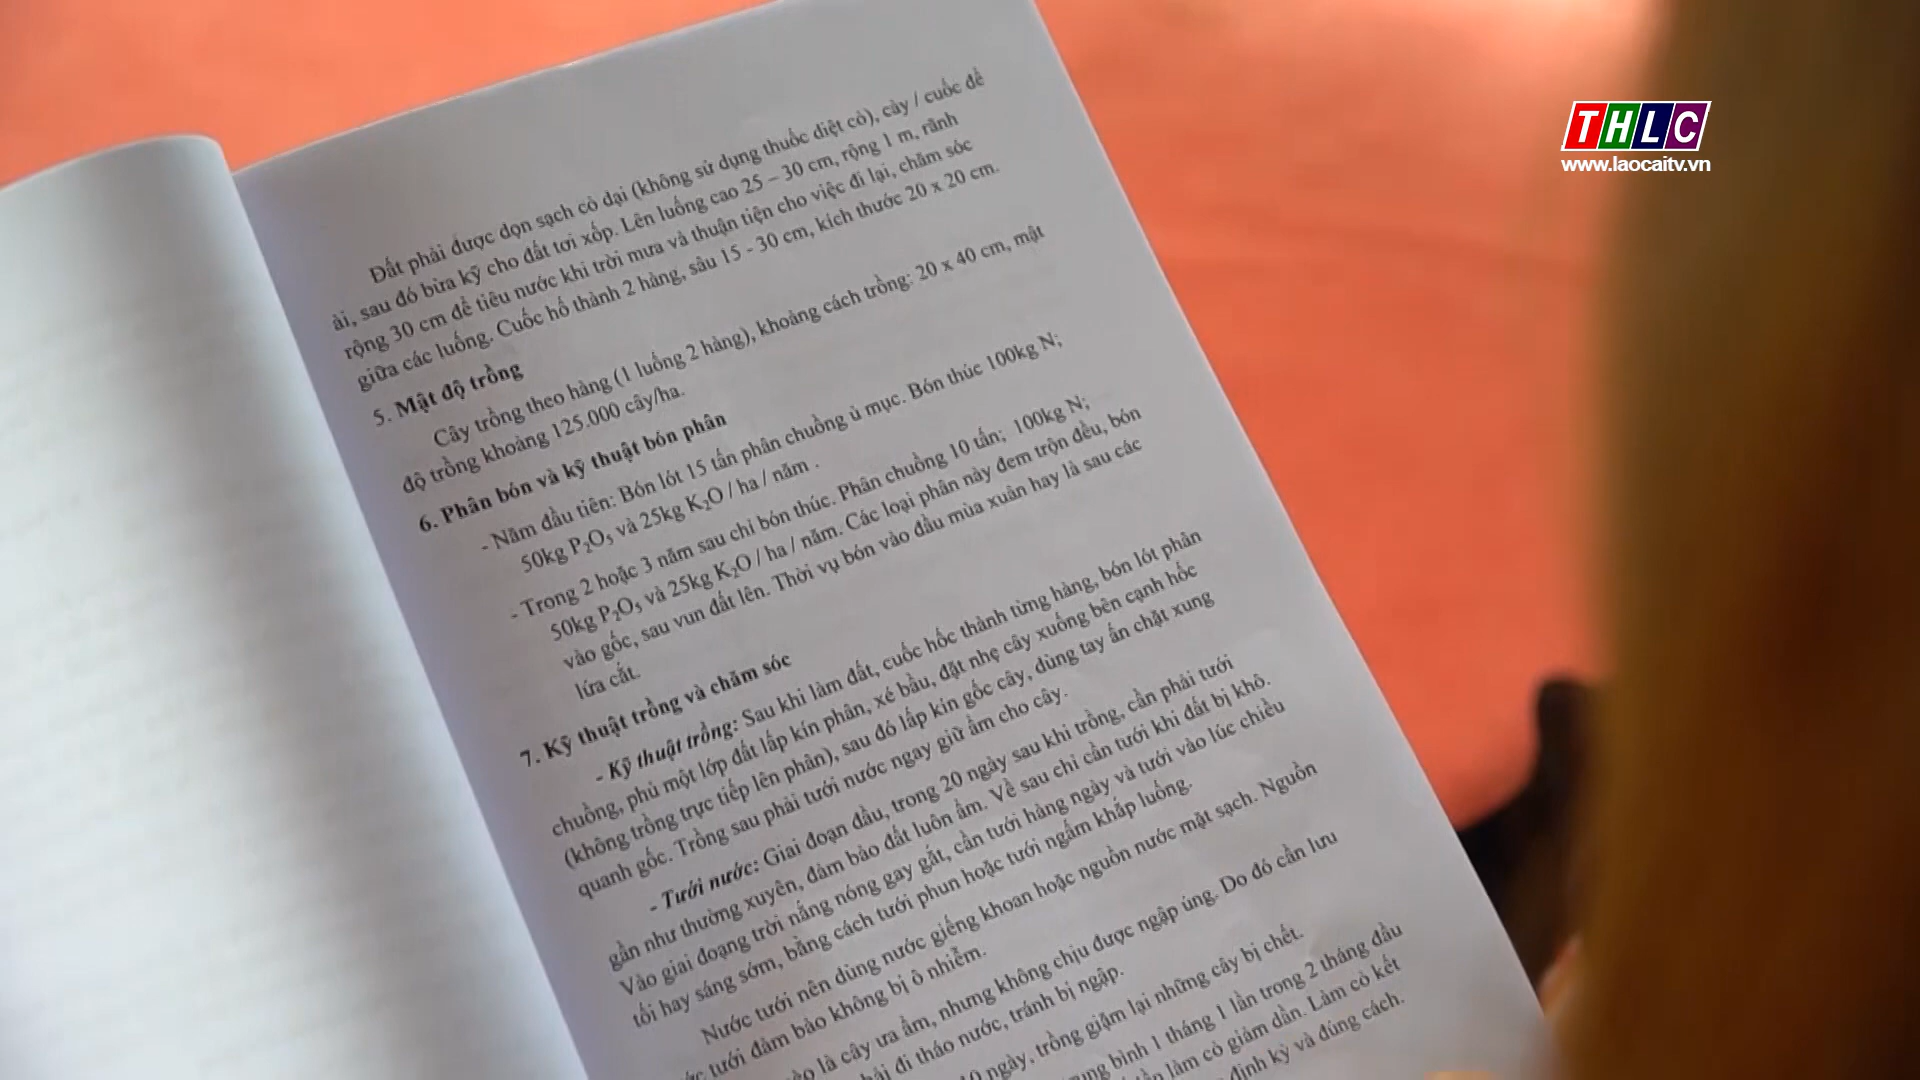 THLC
www.laocaitv.vn
Đất phải được dọn sạch cỏ dại (không sử dụng thuốc diệt cỏ), cày / cuốc để
ải, sau đó bừa kỹ cho đất tơi xốp. Lên luống cao 25 – 30 cm, rộng 1 m, rãnh
rộng 30 cm để tiêu nước khi trời mưa và thuận tiện cho việc đi lại, chăm sóc
giữa các luống. Cuốc hố thành 2 hàng, sâu 15 - 30 cm, kích thước 20 x 20 cm.
5. Mật độ trồng
Cây trồng theo hàng (1 luống 2 hàng), khoảng cách trồng: 20 x 40 cm, mật
độ trồng khoảng 125.000 cây/ha.
6. Phân bón và kỹ thuật bón phân
- Năm đầu tiên: Bón lót 15 tấn phân chuồng ủ mục. Bón thúc 100kg N;
50kg P₂O₅ và 25kg K₂O / ha / năm .
- Trong 2 hoặc 3 năm sau chỉ bón thúc. Phân chuồng 10 tấn; 100kg N;
50kg P₂O₅ và 25kg K₂O / ha / năm. Các loại phân này đem trộn đều, bón
vào gốc, sau vun đất lên. Thời vụ bón vào đầu mùa xuân hay là sau các
lứa cắt.
7. Kỹ thuật trồng và chăm sóc
- Kỹ thuật trồng: Sau khi làm đất, cuốc hốc thành từng hàng, bón lót phân
chuồng, phủ một lớp đất lấp kín phân, xé bầu, đặt nhẹ cây xuống bên cạnh hốc
(không trồng trực tiếp lên phân), sau đó lấp kín gốc cây, dùng tay ấn chặt xung
quanh gốc. Trồng sau phải tưới nước ngay giữ ẩm cho cây.
- Tưới nước: Giai đoạn đầu, trong 20 ngày sau khi trồng, cần phải tưới
gần như thường xuyên, đảm bảo đất luôn ẩm. Về sau chỉ cần tưới khi đất bị khô.
Vào giai đoạng trời nắng nóng gay gắt, cần tưới hàng ngày và tưới vào lúc chiều
tối hay sáng sớm, bằng cách tưới phun hoặc tưới ngấm khắp luống.
Nước tưới nên dùng nước giếng khoan hoặc nguồn nước mặt sạch. Nguồn
tưới đảm bảo không bị ô nhiễm.
là cây ưa ẩm, nhưng không chịu được ngập úng. Do đó cần lưu
đi tháo nước, tránh bị ngập.
ngày, trồng giặm lại những cây bị chết.
bình 1 tháng 1 lần trong 2 tháng đầu
làm cỏ giảm dần. Làm cỏ kết
định kỳ và đúng cách.